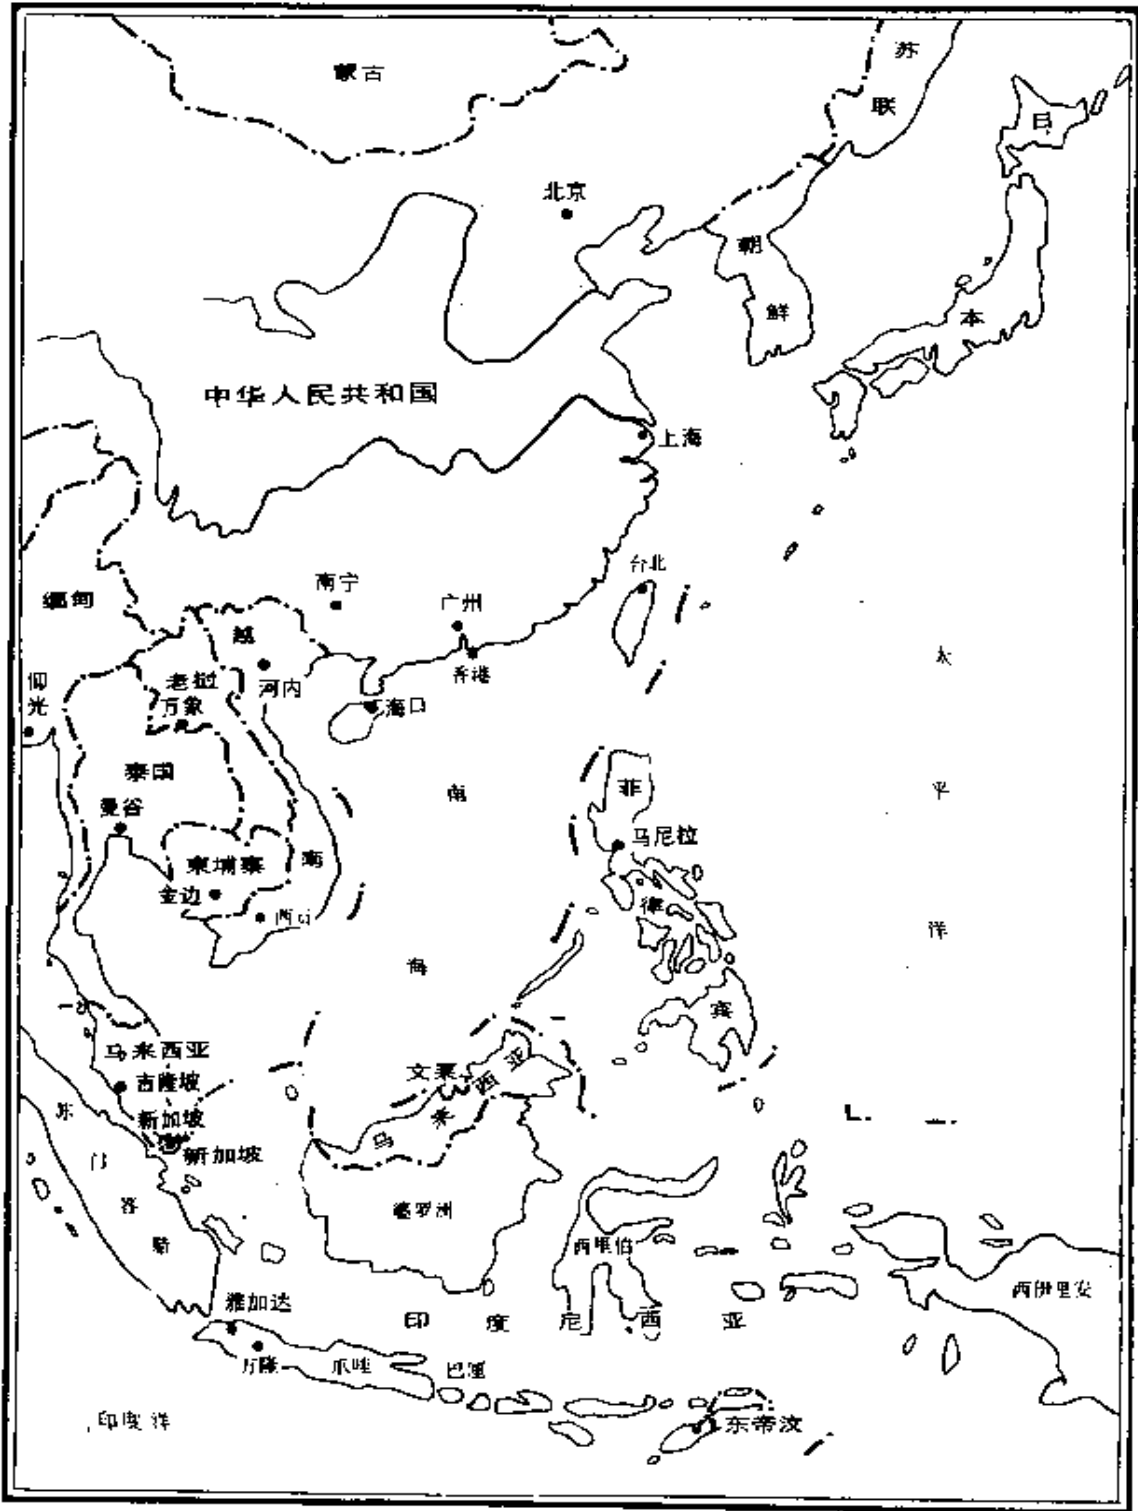 蒙古
苏联
日本
北京
朝鲜
中华人民共和国
上海
缅甸
南宁
广州
台北
香港
越南
河内
海口
仰光
老挝
万象
泰国
曼谷
柬埔寨
金边
南海
太平洋
菲律宾
马尼拉
马来西亚
吉隆坡
新加坡
新加坡
文莱
马来西亚
婆罗洲
西里伯
西伊里安
印度尼西亚
雅加达
万隆
爪哇
巴厘
东帝汶
印度洋